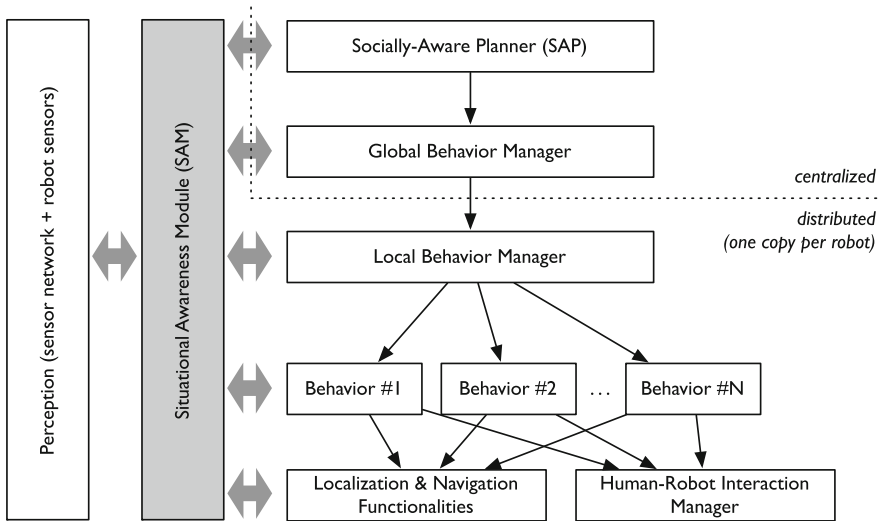 Perception (sensor network + robot sensors)
Situational Awareness Module (SAM)
Socially-Aware Planner (SAP)
Global Behavior Manager
centralized
distributed
(one copy per robot)
Local Behavior Manager
Behavior #1
Behavior #2
...
Behavior #N
Localization & Navigation
Functionalities
Human-Robot Interaction
Manager